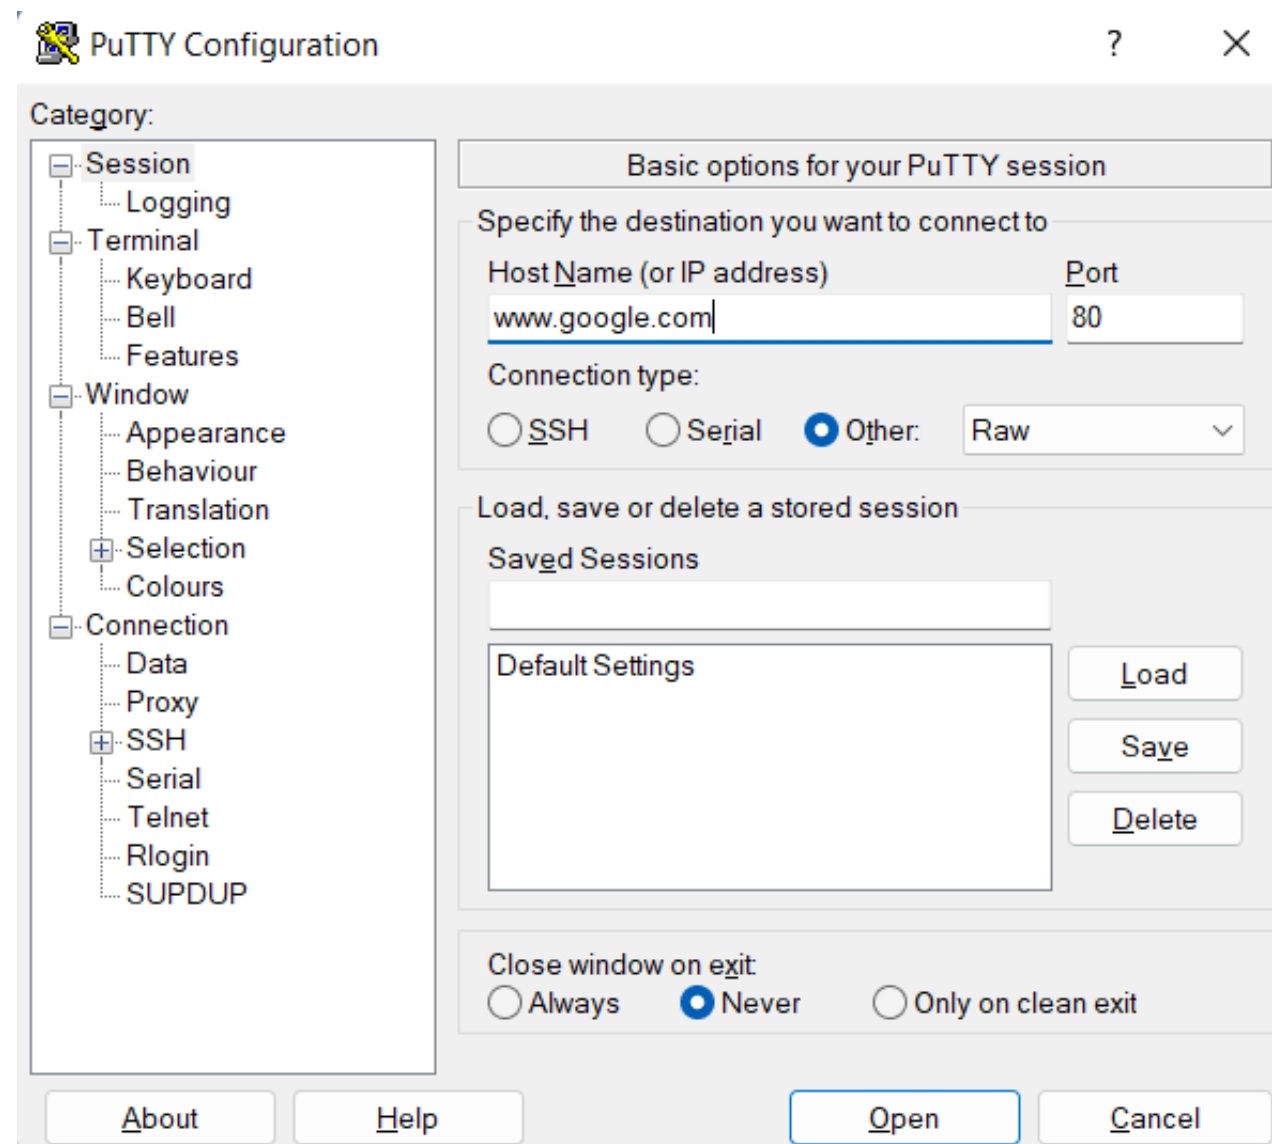 PuTTY Configuration
?
Category:
Session
Logging
Terminal
Keyboard
Bell
Features
Window
Appearance
Behaviour
Translation
Selection
Colours
Connection
Data
Proxy
SSH
Serial
Telnet
Rlogin
SUPDUP
Basic options for your PuTTY session
Specify the destination you want to connect to
Host Name (or IP address) Port
www.google.com 80
Connection type:
SSH Serial Other: Raw
Load, save or delete a stored session
Saved Sessions
Default Settings
Load
Save
Delete
Close window on exit:
Always Never Only on clean exit
About Help Open Cancel